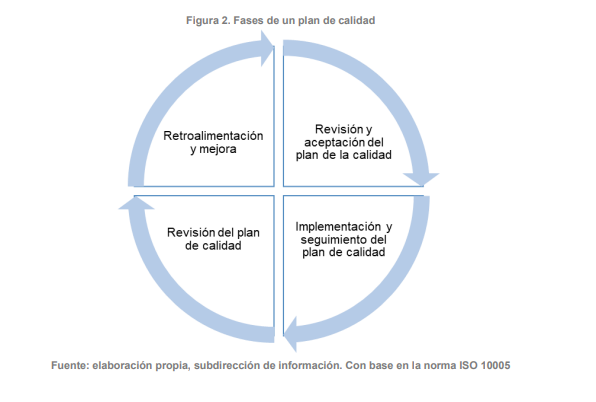 Figura 2. Fases de un plan de calidad
Retroalimentación
y mejora
Revisión y
aceptación del
plan de la calidad
Revisión del plan
de calidad
Implementación y
seguimiento del
plan de calidad
Fuente: elaboración propia, subdirección de información. Con base en la norma ISO 10005